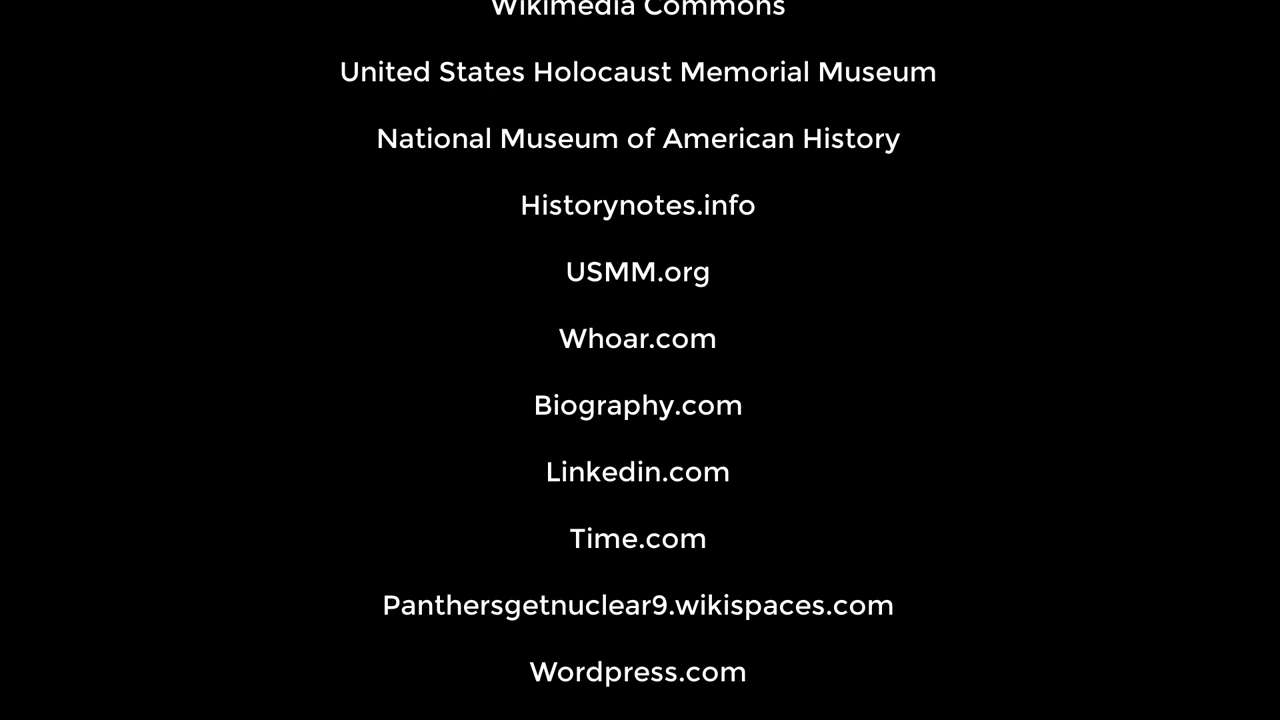 Wikimedia Commons
United States Holocaust Memorial Museum
National Museum of American History
Historynotes.info
USMM.org
Whoar.com
Biography.com
Linkedin.com
Time.com
Panthersgetnuclear9.wikispaces.com
Wordpress.com